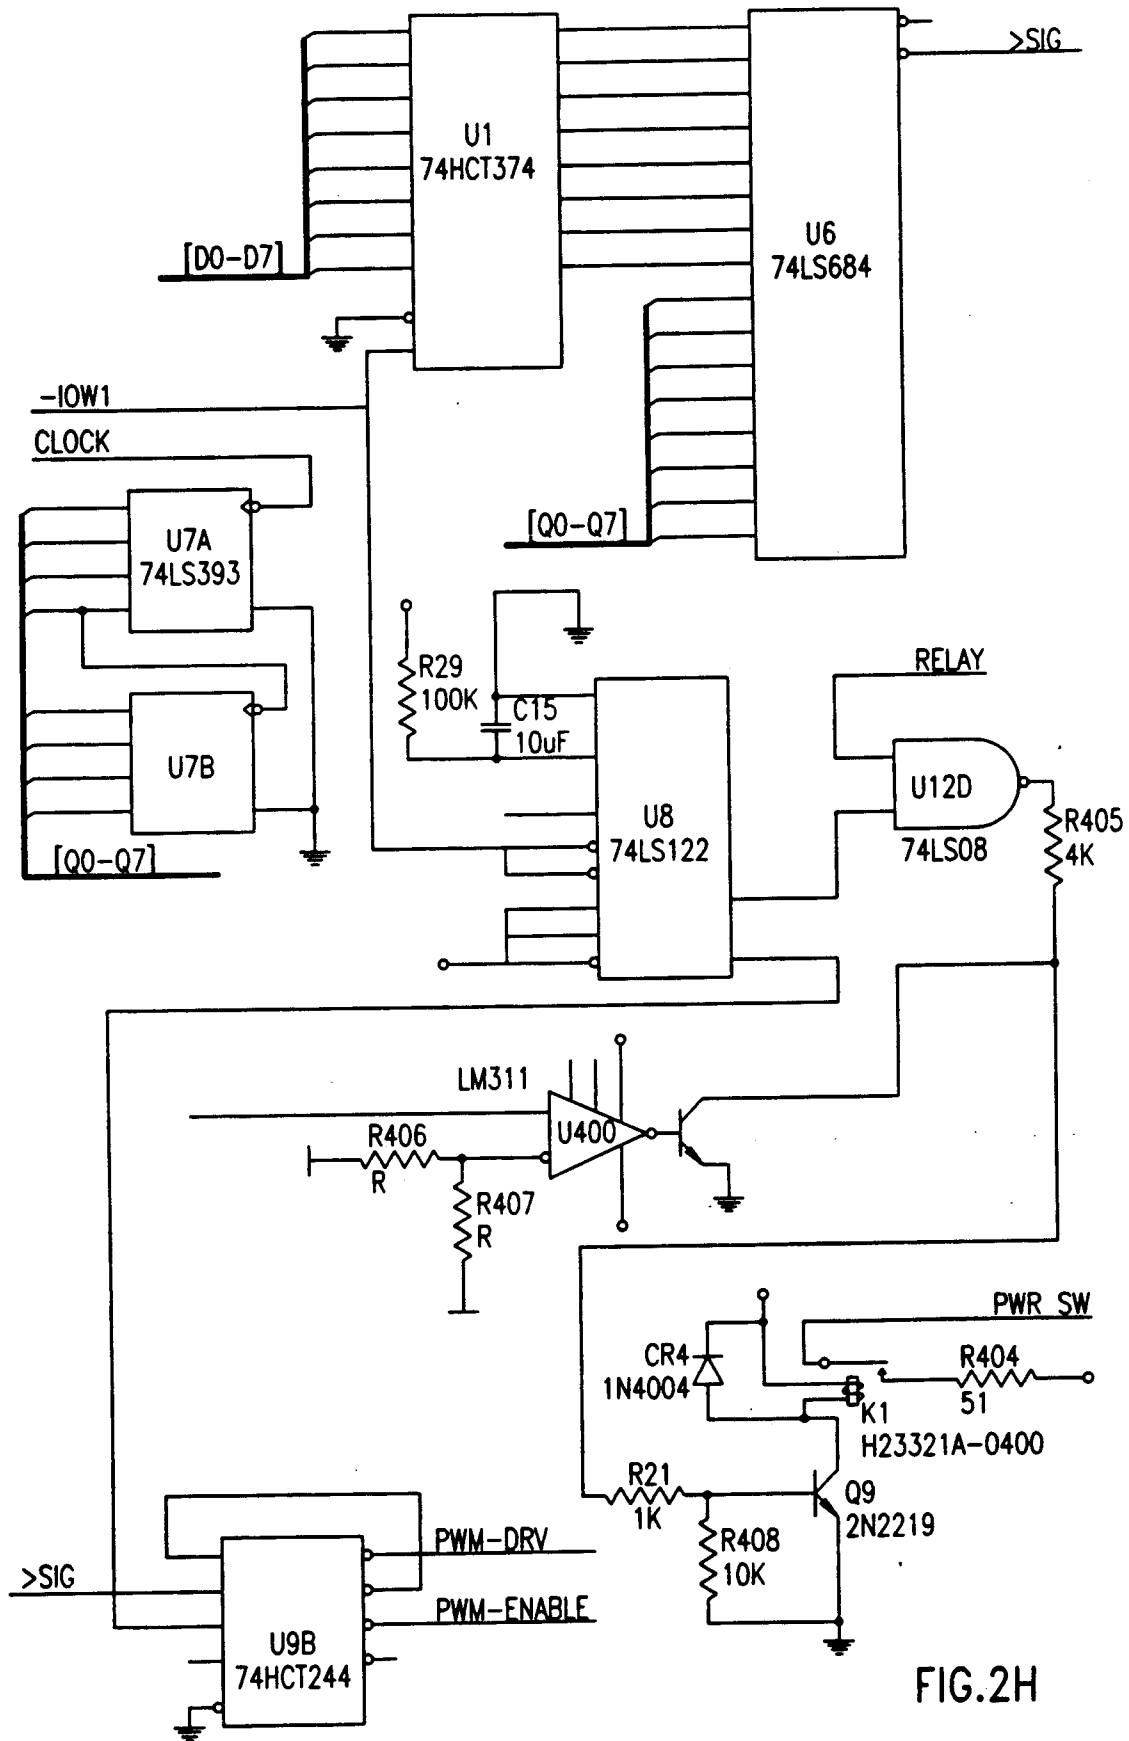 >SIG
U1
74HCT374
[D0-D7]
U6
74LS684
-IOW1
CLOCK
U7A
74LS393
[Q0-Q7]
R29
100K
C15
10uF
RELAY
U7B
U8
74LS122
U12D
74LS08
R405
4K
[Q0-Q7]
LM311
U400
R406
R
R407
R
PWR SW
CR4
1N4004
R404
51
K1
H23321A-0400
R21
1K
Q9
2N2219
R408
10K
PWM-DRV
>SIG
PWM-ENABLE
U9B
74HCT244
FIG.2H